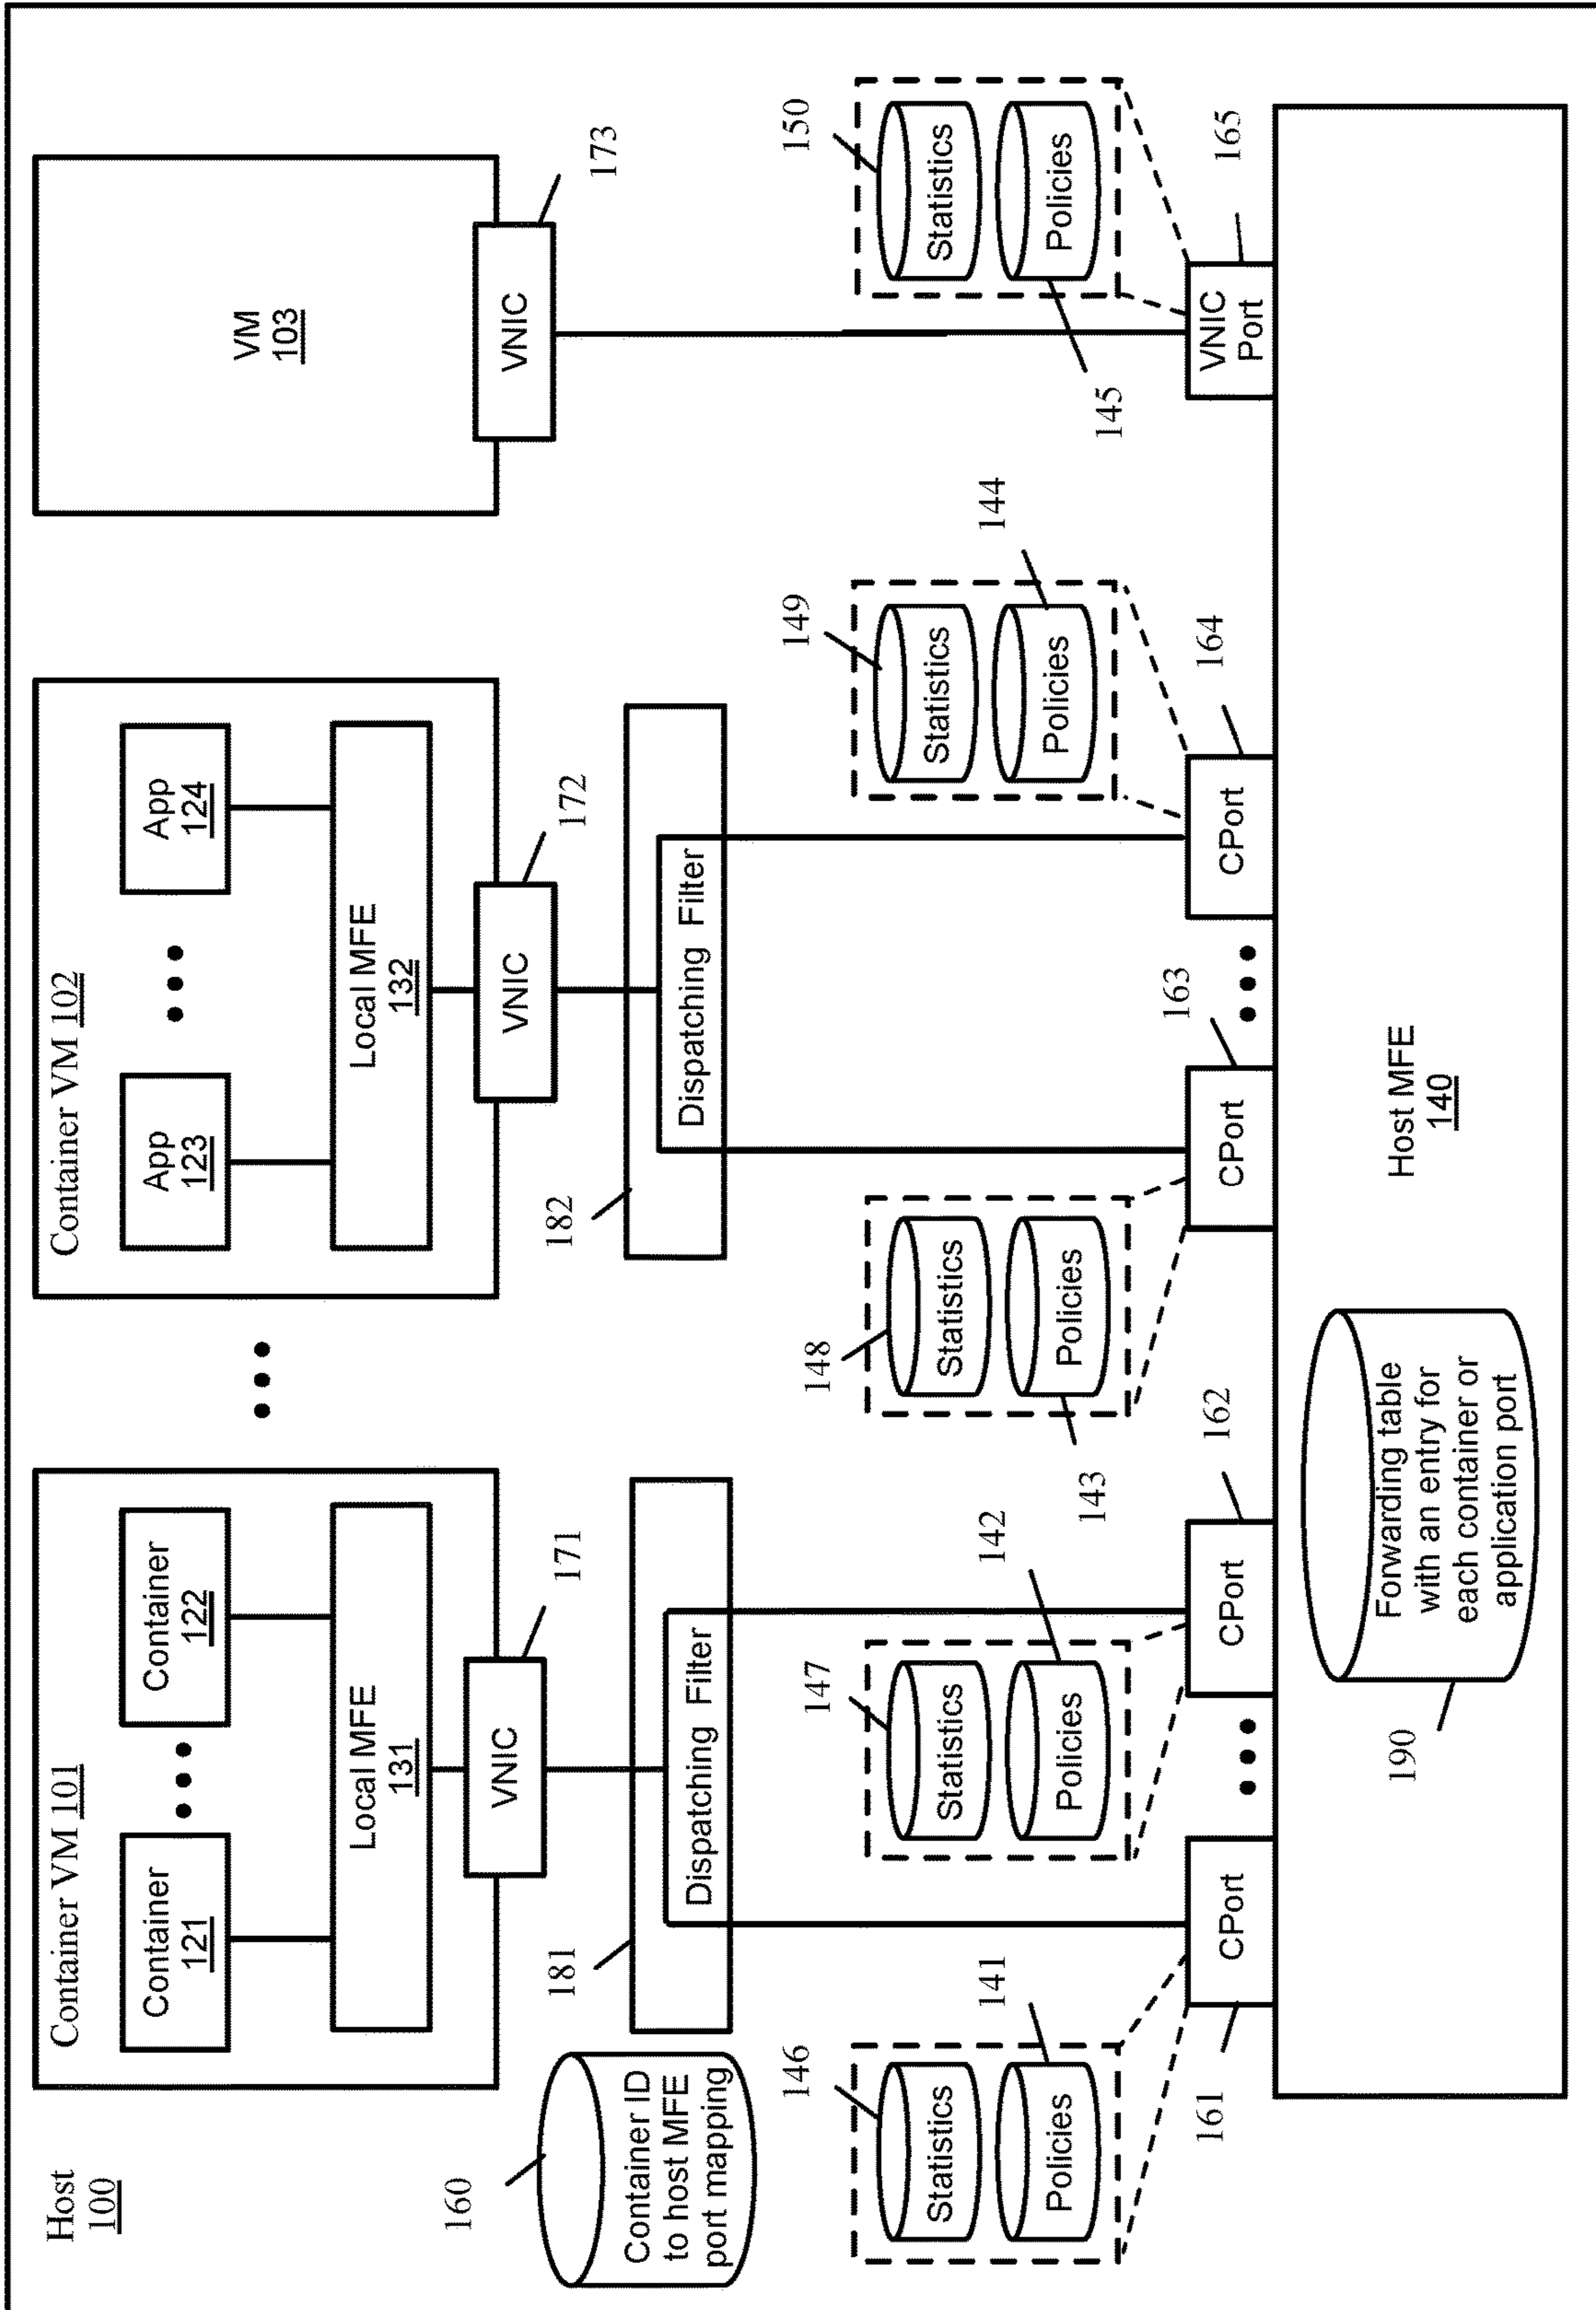 Host
100
Container VM 101
Container
121
Container
122
Local MFE
131
VNIC
171
Container VM 102
App
123
App
124
Local MFE
132
VNIC
172
VM
103
VNIC
173
160
Container ID
to host MFE
port mapping
181
Dispatching Filter
182
Dispatching Filter
146
Statistics
Policies
141
147
Statistics
Policies
142
148
Statistics
Policies
143
149
Statistics
Policies
144
150
Statistics
Policies
145
161
CPort
CPort
162
CPort
163
CPort
164
VNIC
Port
165
190
Forwarding table
with an entry for
each container or
application port
Host MFE
140